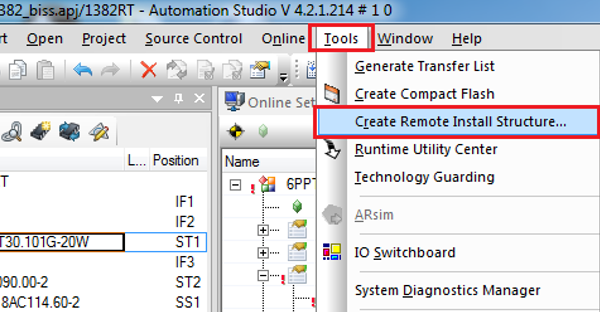 1382_biss.apj/1382RT - Automation Studio V 4.2.1.214 # 1 0
rt Open Project Source Control Online Tools Window Help
Generate Transfer List
Create Compact Flash
Create Remote Install Structure...
Runtime Utility Center
Technology Guarding
ARsim
IO Switchboard
System Diagnostics Manager
Online Set
L... Position
Name
T
6PPT
IF1
IF2
T30.101G-20W ST1
IF3
090.00-2 ST2
8AC114.60-2 SS1